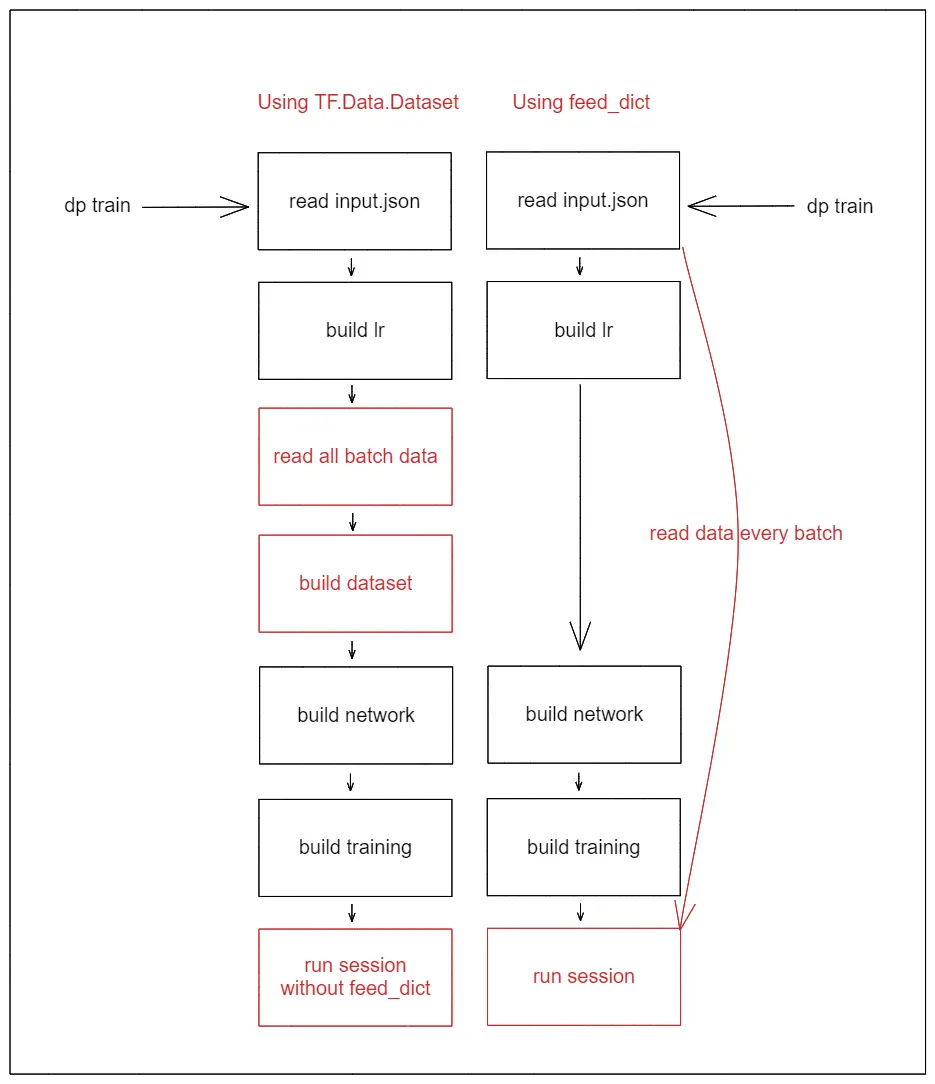 Using TF.Data.Dataset
Using feed_dict
dp train
read input.json
read input.json
dp train
build lr
build lr
read all batch data
read data every batch
build dataset
build network
build network
build training
build training
run session
without feed_dict
run session